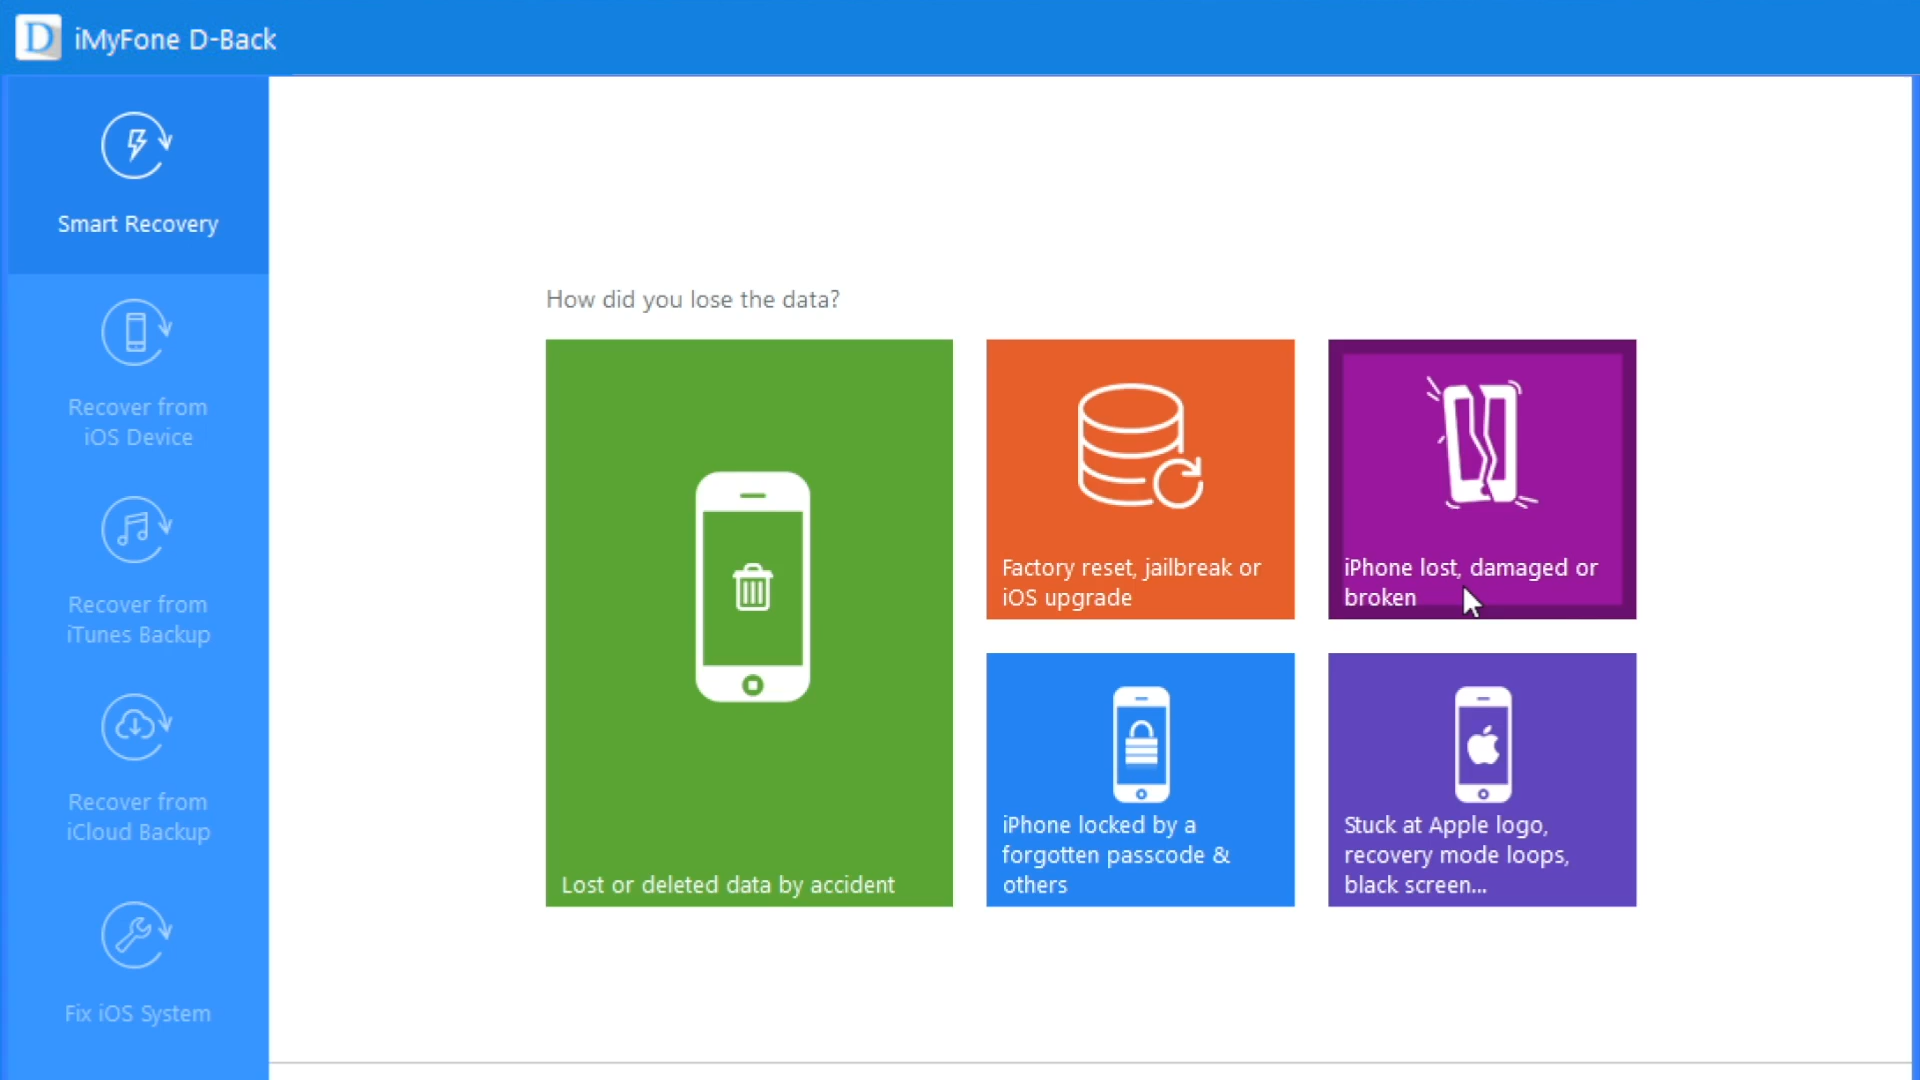 iMyFone D-Back
Smart Recovery
Recover from
iOS Device
Recover from
iTunes Backup
Recover from
iCloud Backup
Fix iOS System
How did you lose the data?
Lost or deleted data by accident
Factory reset, jailbreak or
iOS upgrade
iPhone lost, damaged or
broken
iPhone locked by a
forgotten passcode &
others
Stuck at Apple logo,
recovery mode loops,
black screen...